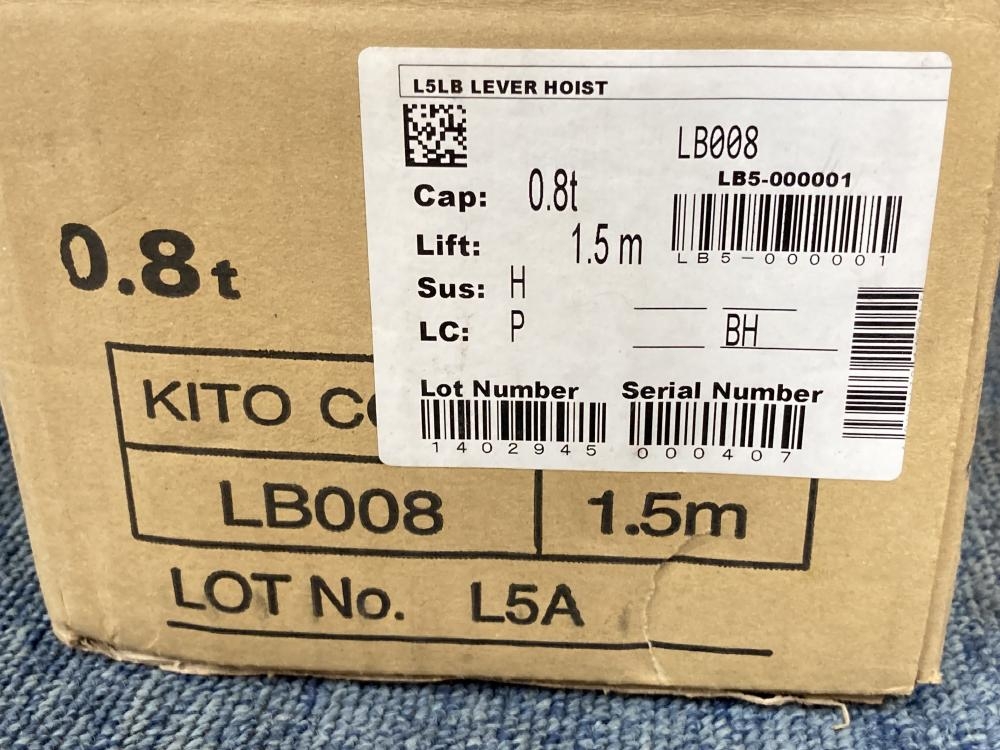 L5LB LEVER HOIST
LB008
LB5-000001
Cap: 0.8t
LB5-000001
Lift: 1.5 m
Sus: H
LC: P
BH
Lot Number Serial Number
1402945 000407
0.8t
KITO
LB008 1.5m
LOT No. L5A